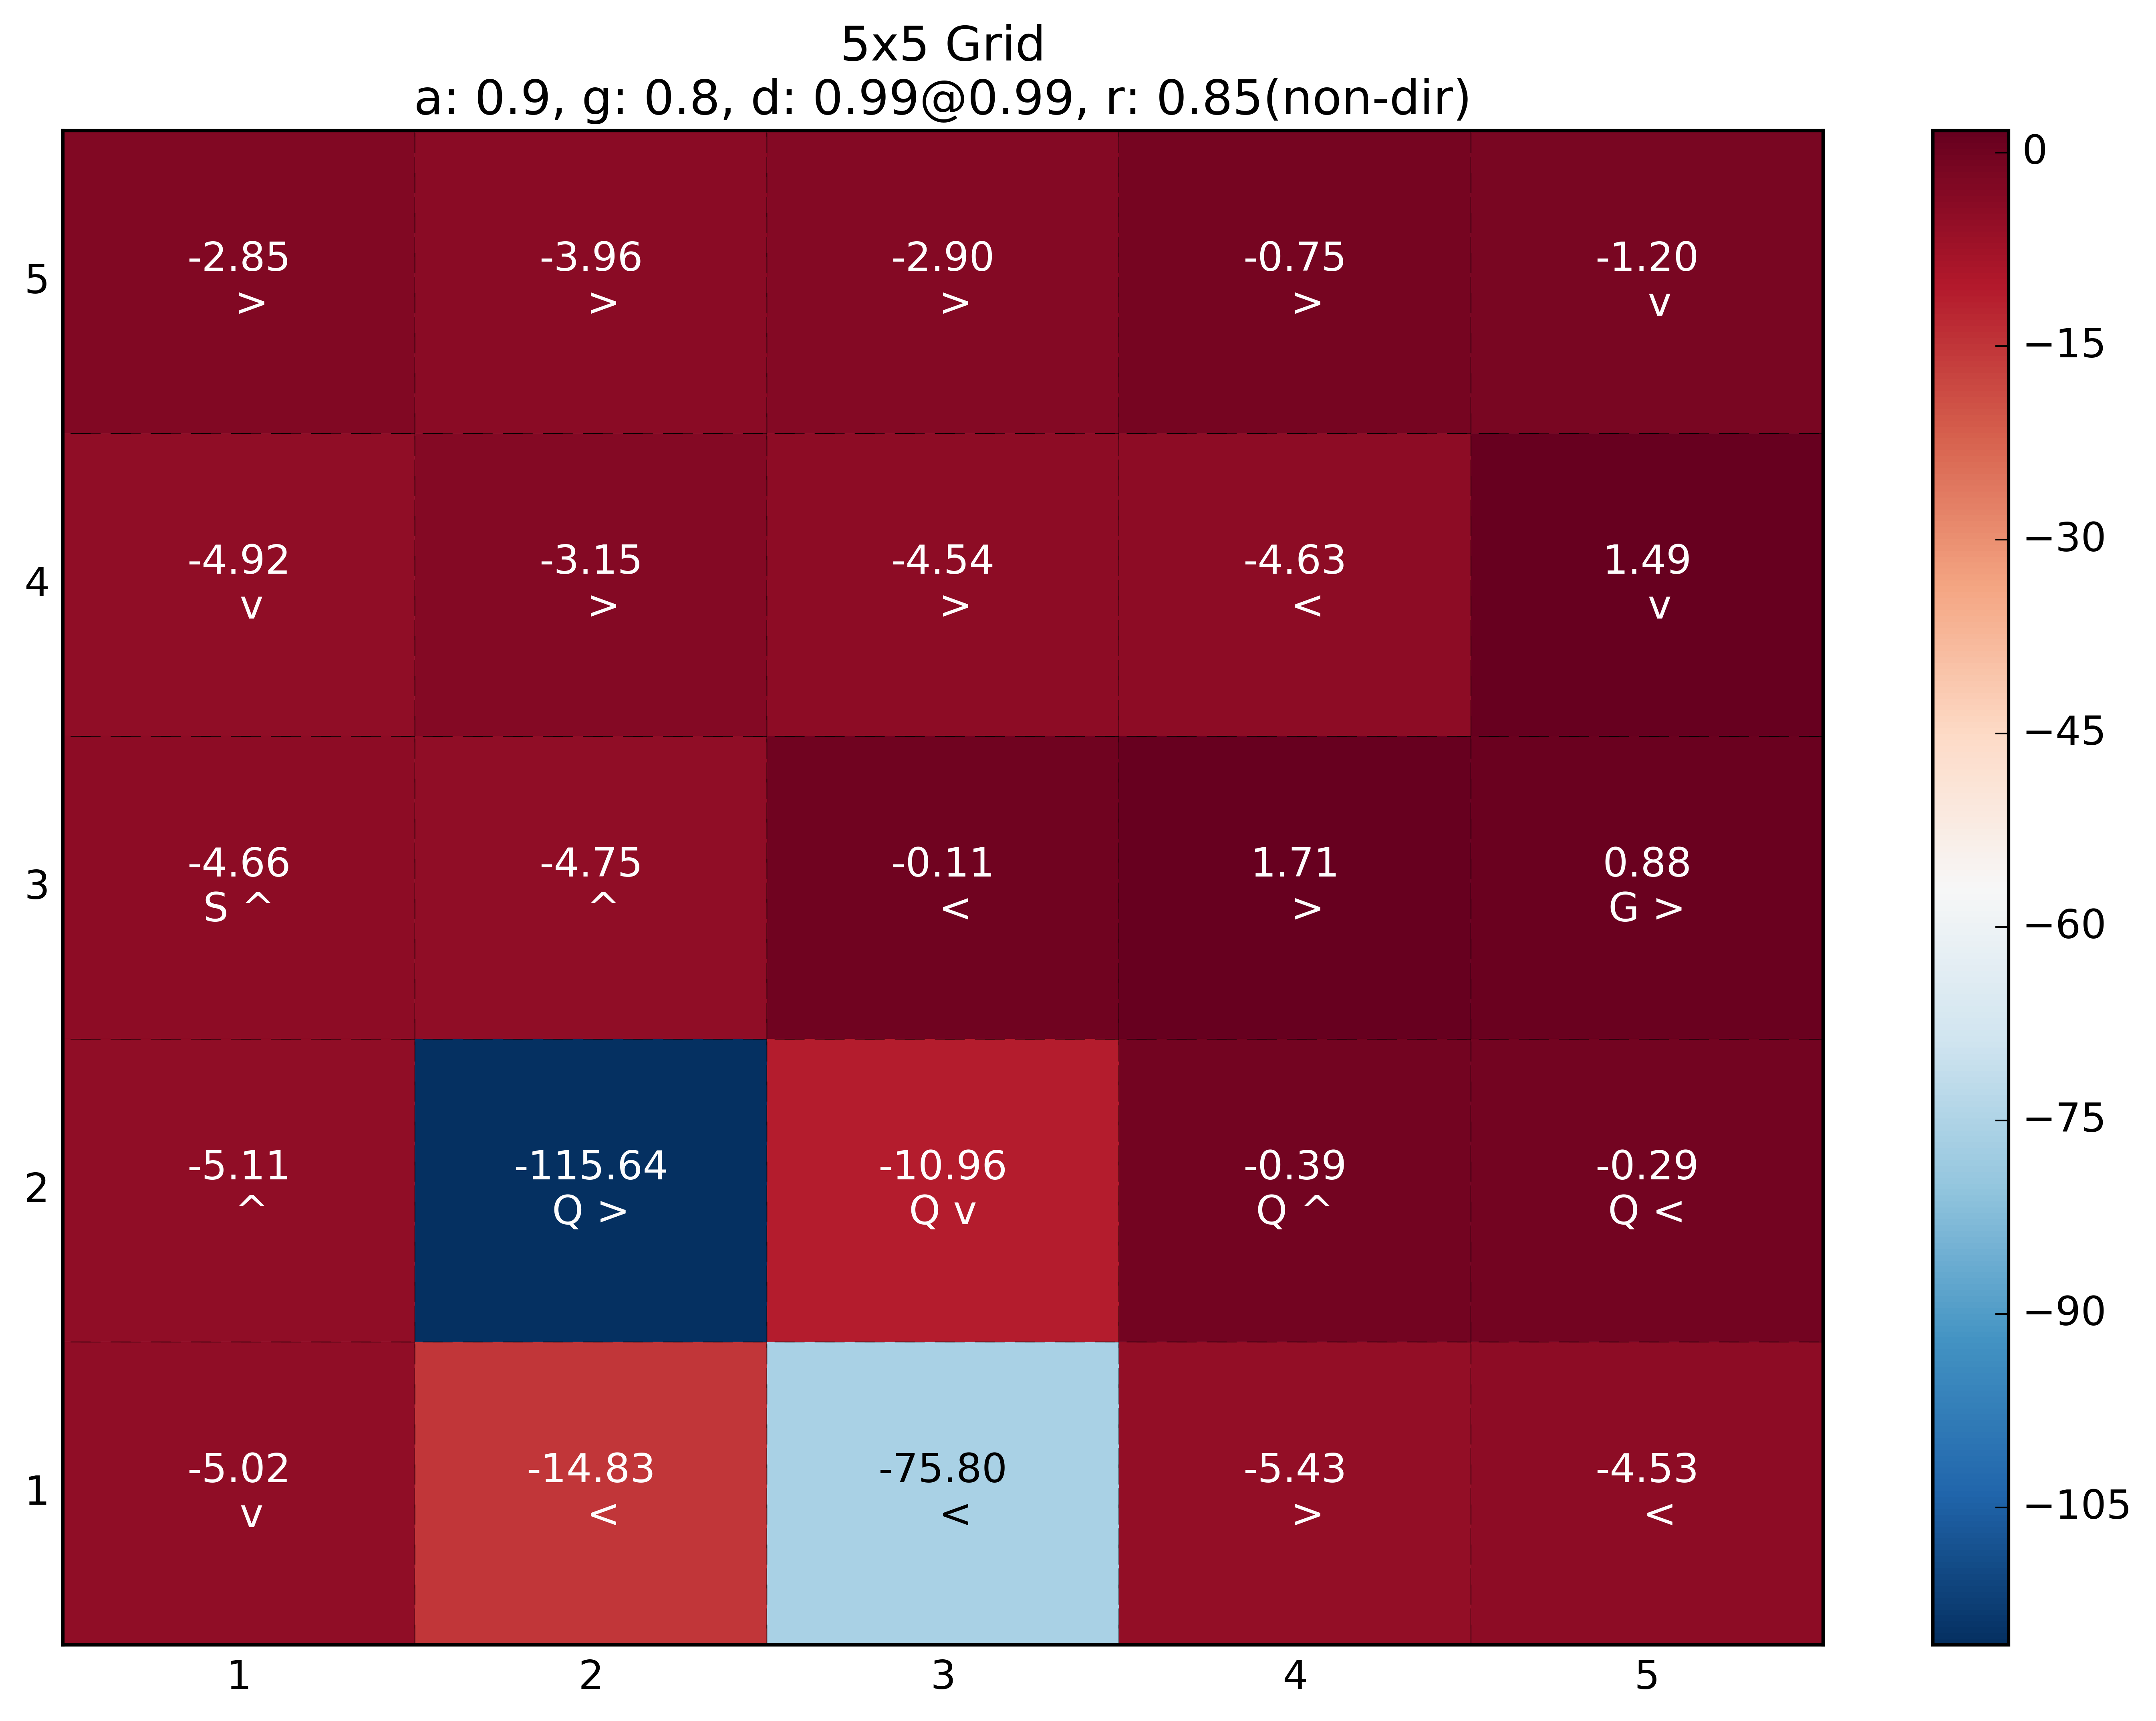 5x5 Grid
a: 0.9, g: 0.8, d: 0.99@0.99, r: 0.85(non-dir)
5 -2.85 -3.96 -2.90 -0.75 -1.20
> > > > v
4 -4.92 -3.15 -4.54 -4.63 1.49
v > > < v
3 -4.66 -4.75 -0.11 1.71 0.88
S ^ ^ < > G >
2 -5.11 -115.64 -10.96 -0.39 -0.29
^ Q > Q v Q ^ Q <
1 -5.02 -14.83 -75.80 -5.43 -4.53
v < < > <
1 2 3 4 5
0
−15
−30
−45
−60
−75
−90
−105